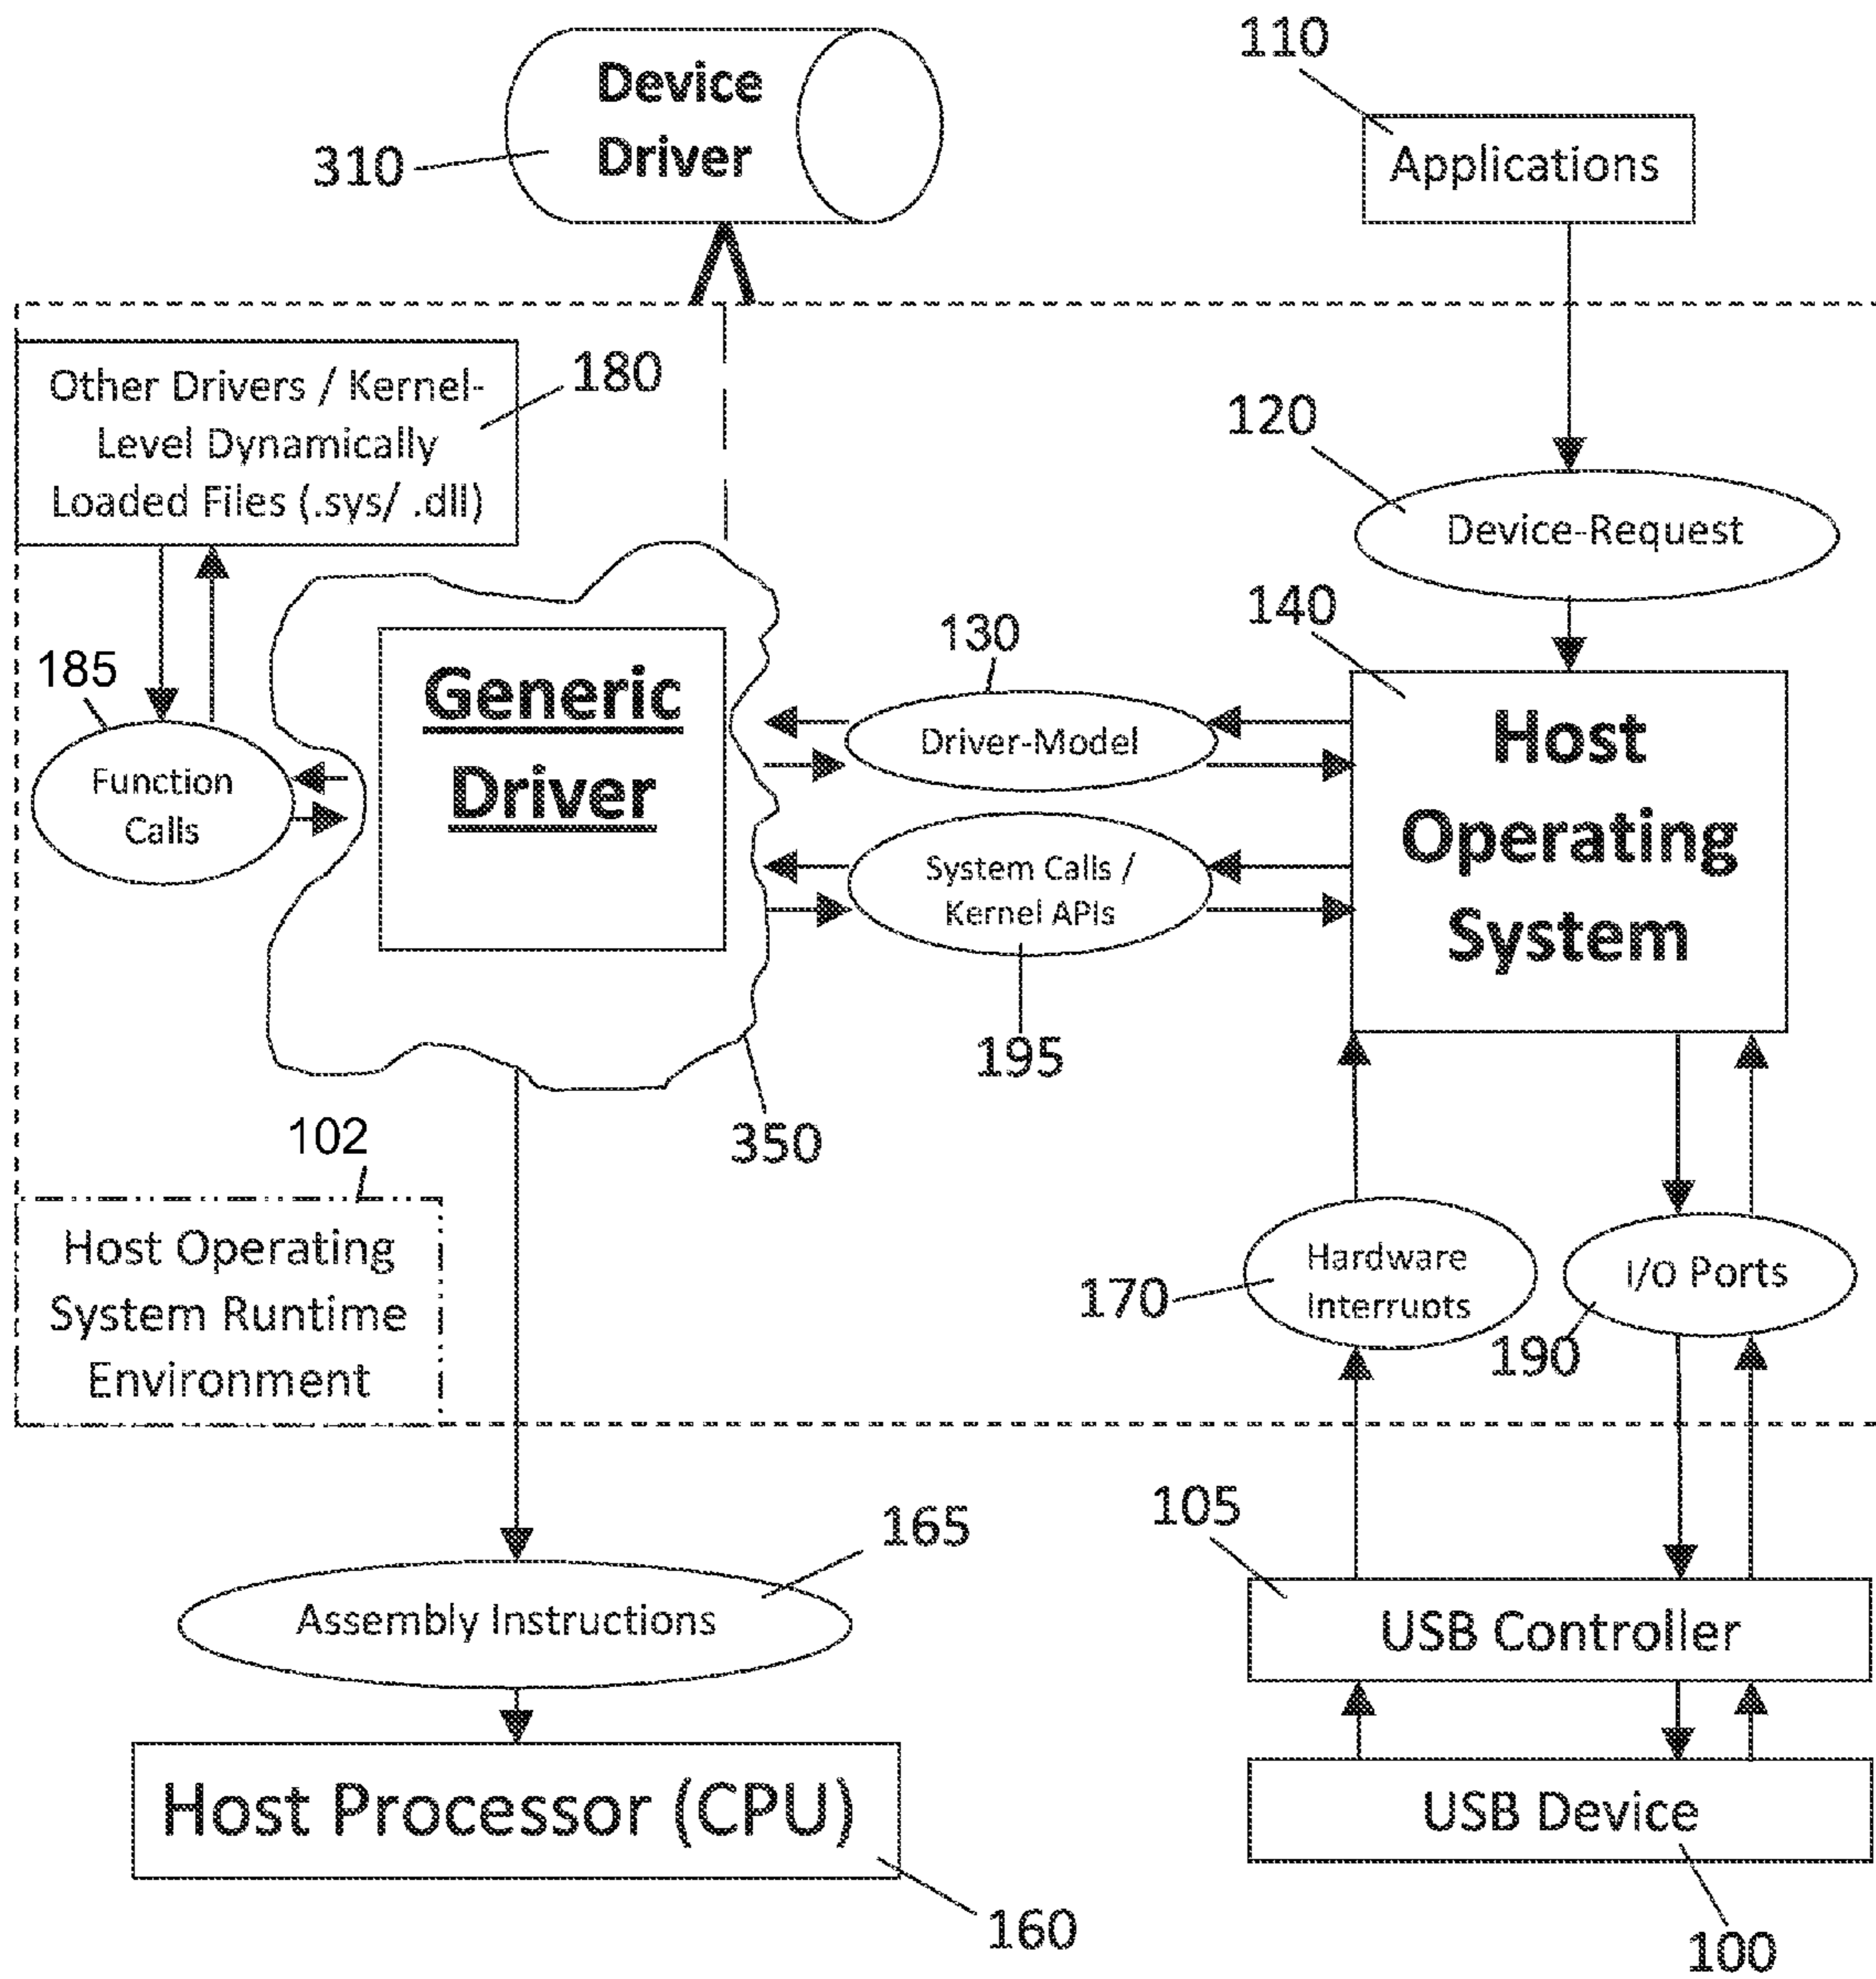 110
Device
Driver
310
Applications
Other Drivers / Kernel-
Level Dynamically
Loaded Files (.sys/ .dll)
180
120
Device-Request
140
130
185
Generic
Driver
Driver-Model
Host
Operating
System
Function
Calls
System Calls /
Kernel APIs
195
350
102
Host Operating
System Runtime
Environment
Hardware
Interrupts
170
I/O Ports
190
165
105
Assembly Instructions
USB Controller
Host Processor (CPU)
USB Device
160
100